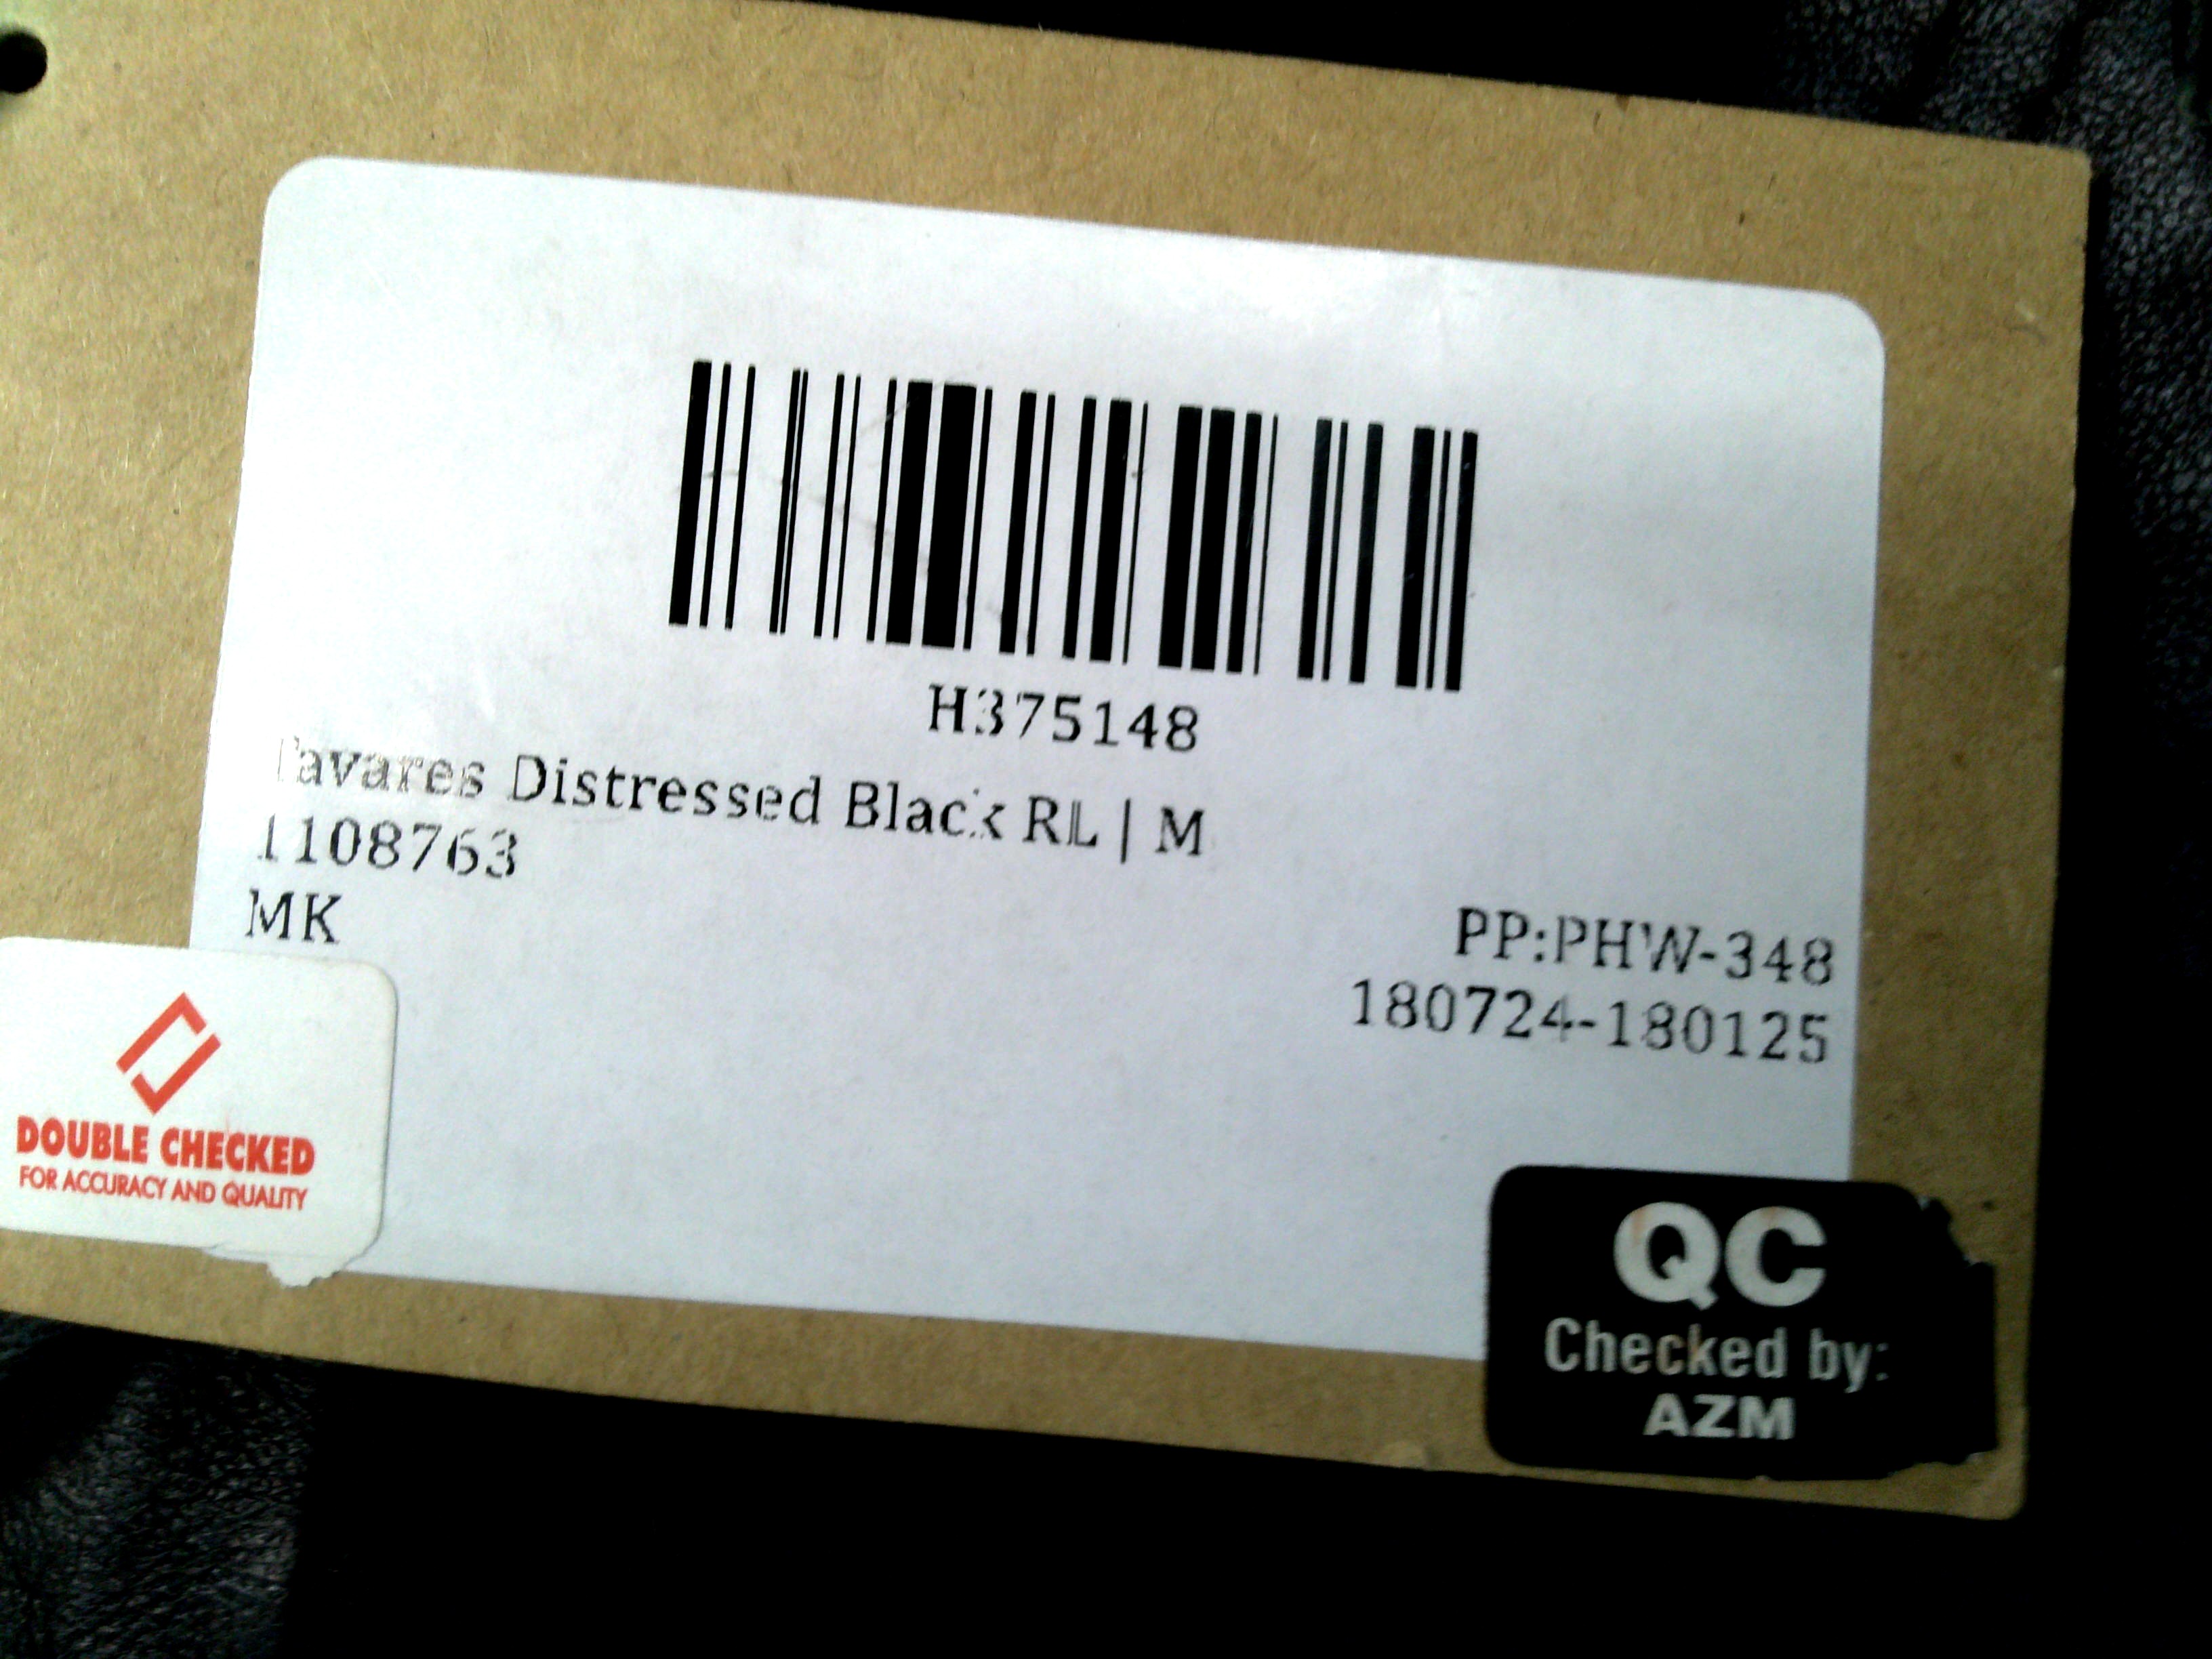 H375148
Tavares Distressed Black RL | M
1108763
MK
PP:PHW-348
180724-180125
DOUBLE CHECKED
FOR ACCURACY AND QUALITY
QC
Checked by:
AZM